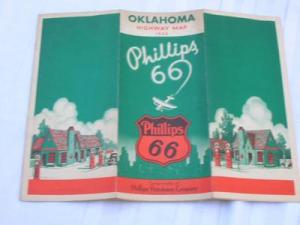 OKLAHOMA
HIGHWAY MAP
Phillips
66
Phillips
66
Phillips Petroleum Company